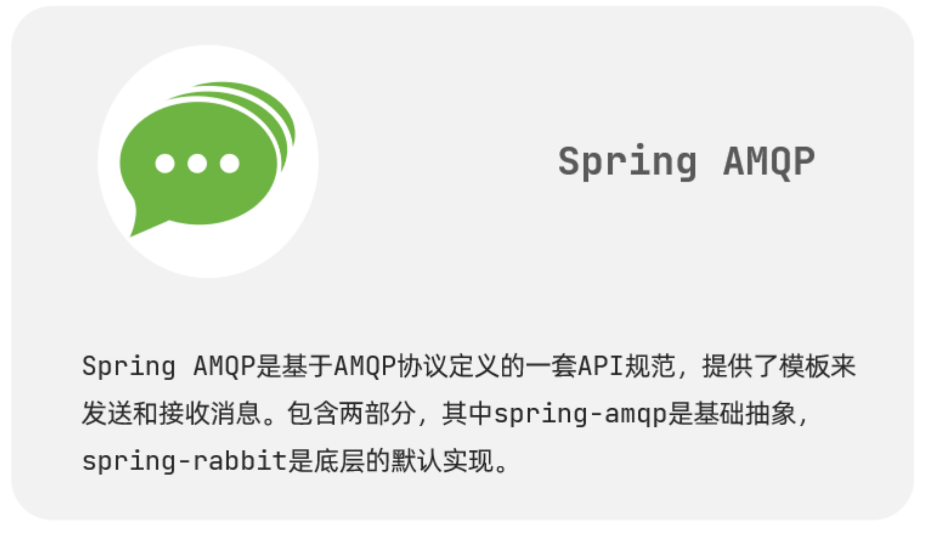 Spring AMQP
Spring AMQP是基于AMQP协议定义的一套API规范，提供了模板来
发送和接收消息。包含两部分，其中spring-amqp是基础抽象，
spring-rabbit是底层的默认实现。